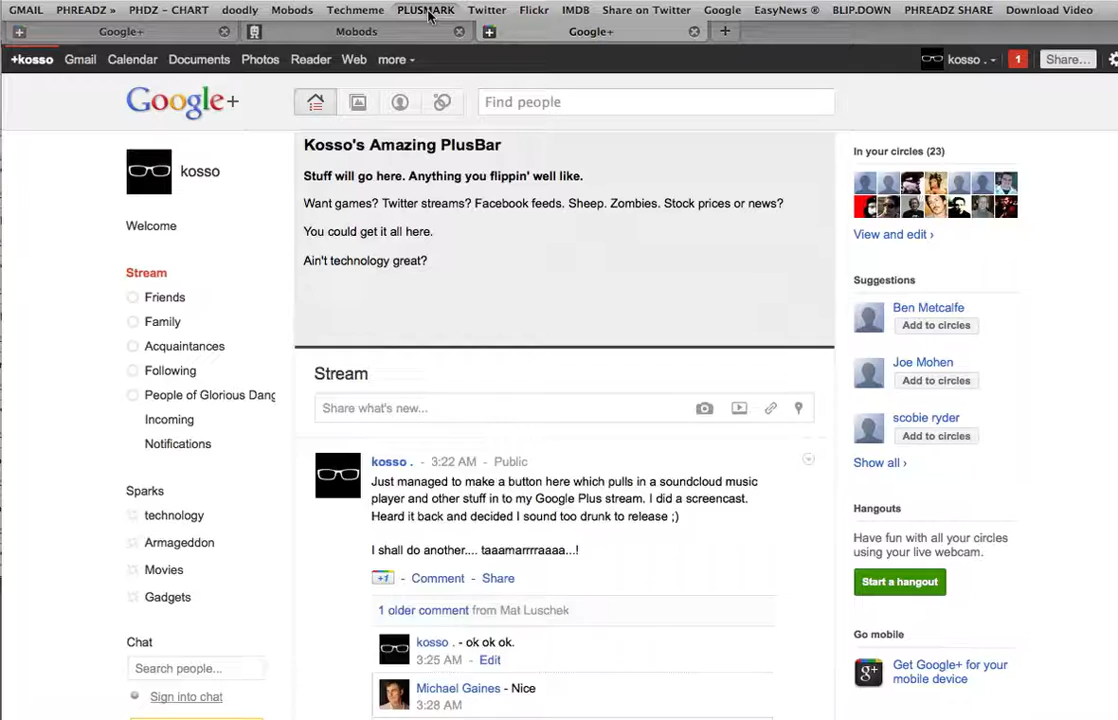 GMAIL PHREADZ » PHDZ - CHART doodly Mobods Techmeme PLUSMARK Twitter Flickr IMDB Share on Twitter Google EasyNews ® BLIP.DOWN PHREADZ SHARE Download Video
Google+ Mobods Google+
+kosso Gmail Calendar Documents Photos Reader Web more kosso . 1 Share...
Google+ Find people
kosso
Welcome
Stream
Friends
Family
Acquaintances
Following
People of Glorious Dang
Incoming
Notifications
Sparks
technology
Armageddon
Movies
Gadgets
Chat
Search people...
Sign into chat
Kosso's Amazing PlusBar
Stuff will go here. Anything you flippin' well like.
Want games? Twitter streams? Facebook feeds. Sheep. Zombies. Stock prices or news?
You could get it all here.
Ain't technology great?
Stream
Share what's new...
kosso . - 3:22 AM - Public
Just managed to make a button here which pulls in a soundcloud music
player and other stuff in to my Google Plus stream. I did a screencast.
Heard it back and decided I sound too drunk to release ;)
I shall do another.... taaamarrrraaaa...!
+1 - Comment - Share
1 older comment from Mat Luschek
kosso . - ok ok ok.
3:25 AM - Edit
Michael Gaines - Nice
3:28 AM
In your circles (23)
View and edit ›
Suggestions
Ben Metcalfe
Add to circles
Joe Mohen
Add to circles
scobie ryder
Add to circles
Show all ›
Hangouts
Have fun with all your circles
using your live webcam.
Start a hangout
Go mobile
g+ Get Google+ for your
mobile device